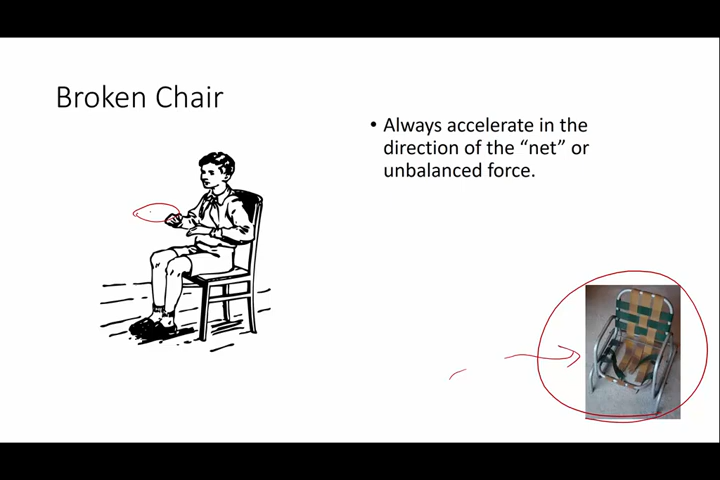 Broken Chair
• Always accelerate in the
direction of the “net” or
unbalanced force.